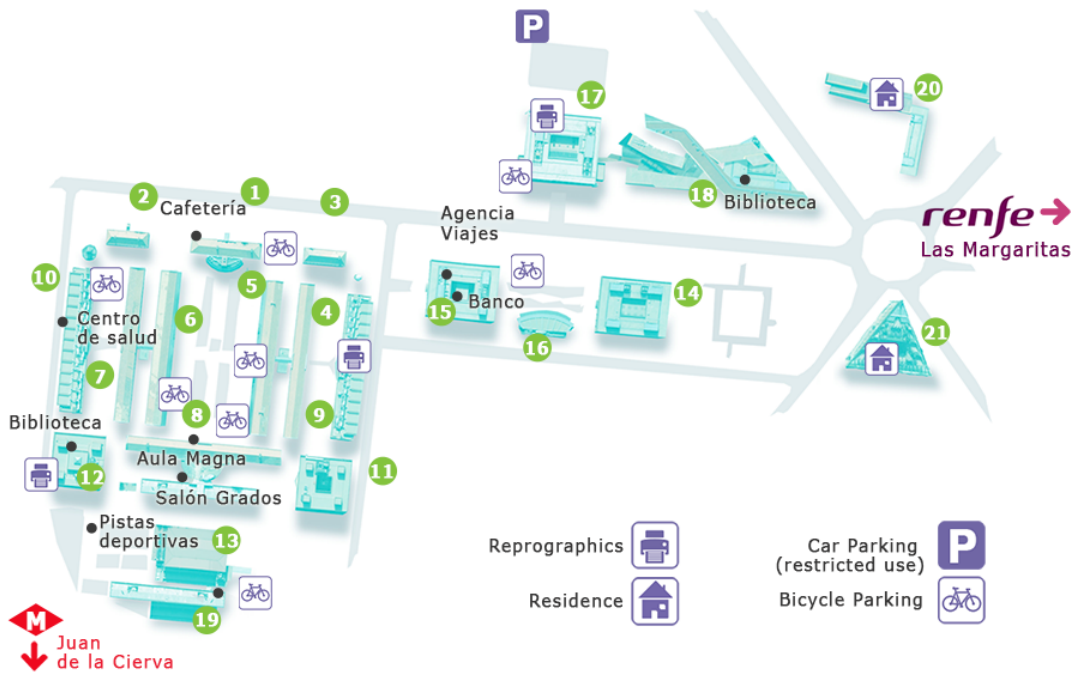 P
17
20
18
Biblioteca
renfe
Las Margaritas
2
1
3
Cafetería
Agencia
Viajes
10
5
6
4
15
Banco
14
16
21
Centro
de salud
7
8
9
Biblioteca
12
Aula Magna
11
Salón Grados
Pistas
deportivas
13
19
M
Juan
de la Cierva
Reprographics
Residence
Car Parking
(restricted use)
P
Bicycle Parking